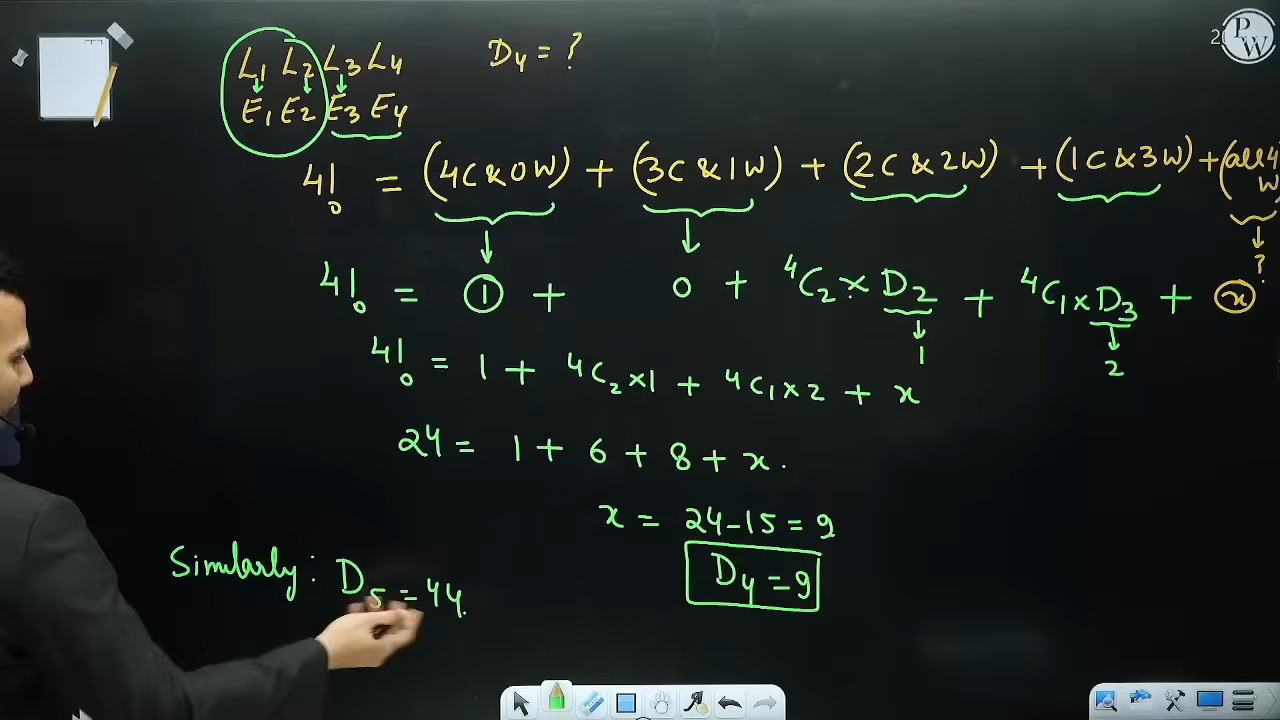 L₁ L₂ L₃ L₄ D₄ = ?
E₁ E₂ E₃ E₄
4! = (4C & 0W) + (3C & 1W) + (2C & 2W) + (1C & 3W) + (all 4 W
?
4! = 1 + 0 + ⁴C₂ × D₂ + ⁴C₁ × D₃ + x
1 2
4! = 1 + ⁴C₂ × 1 + ⁴C₁ × 2 + x
24 = 1 + 6 + 8 + x .
x = 24 – 15 = 9
D₄ = 9
Similarly : D₅ = 44.
P W